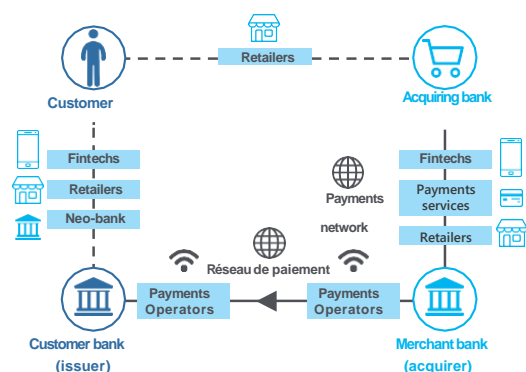 Retailers
Customer
Acquiring bank
Fintechs
Retailers
Neo-bank
Fintechs
Payments
services
Retailers
Payments
network
Réseau de paiement
Payments
Operators
Payments
Operators
Customer bank
(issuer)
Merchant bank
(acquirer)